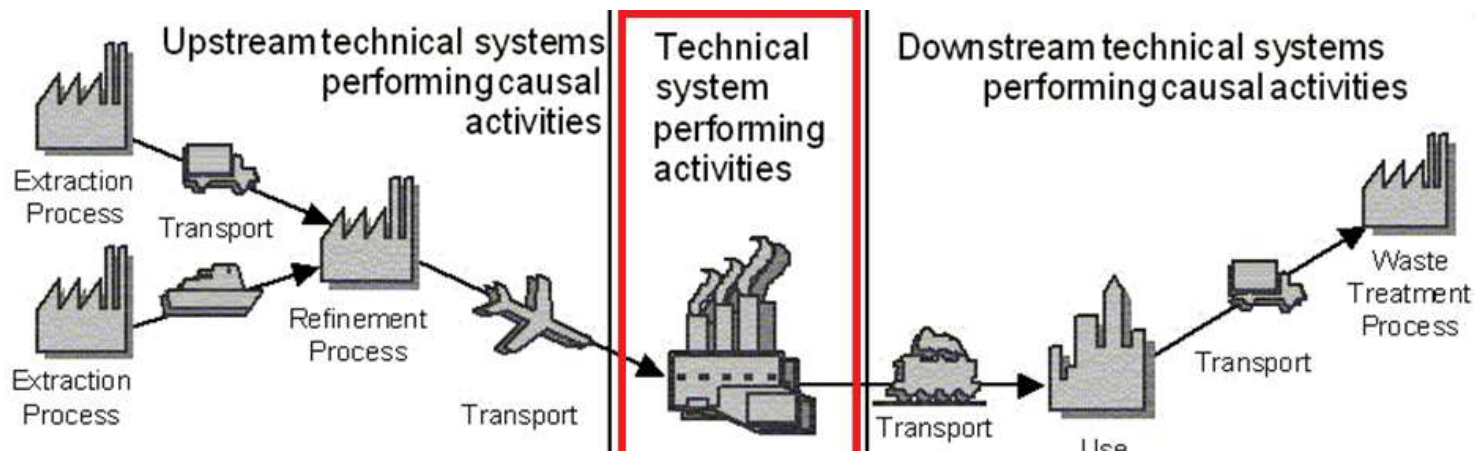 Upstream technical systems
performing causal
activities
Technical
system
performing
activities
Downstream technical systems
performing causal activities
Extraction
Process
Transport
Extraction
Process
Refinement
Process
Transport
Transport
Use
Transport
Waste
Treatment
Process